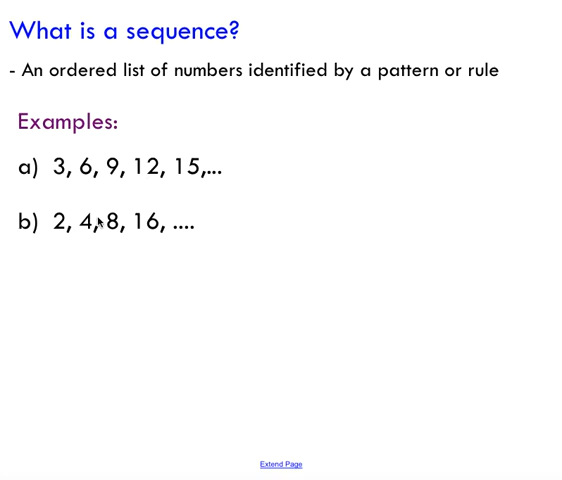 What is a sequence?
- An ordered list of numbers identified by a pattern or rule
Examples:
a) 3, 6, 9, 12, 15,...
b) 2, 4, 8, 16, ....
Extend Page